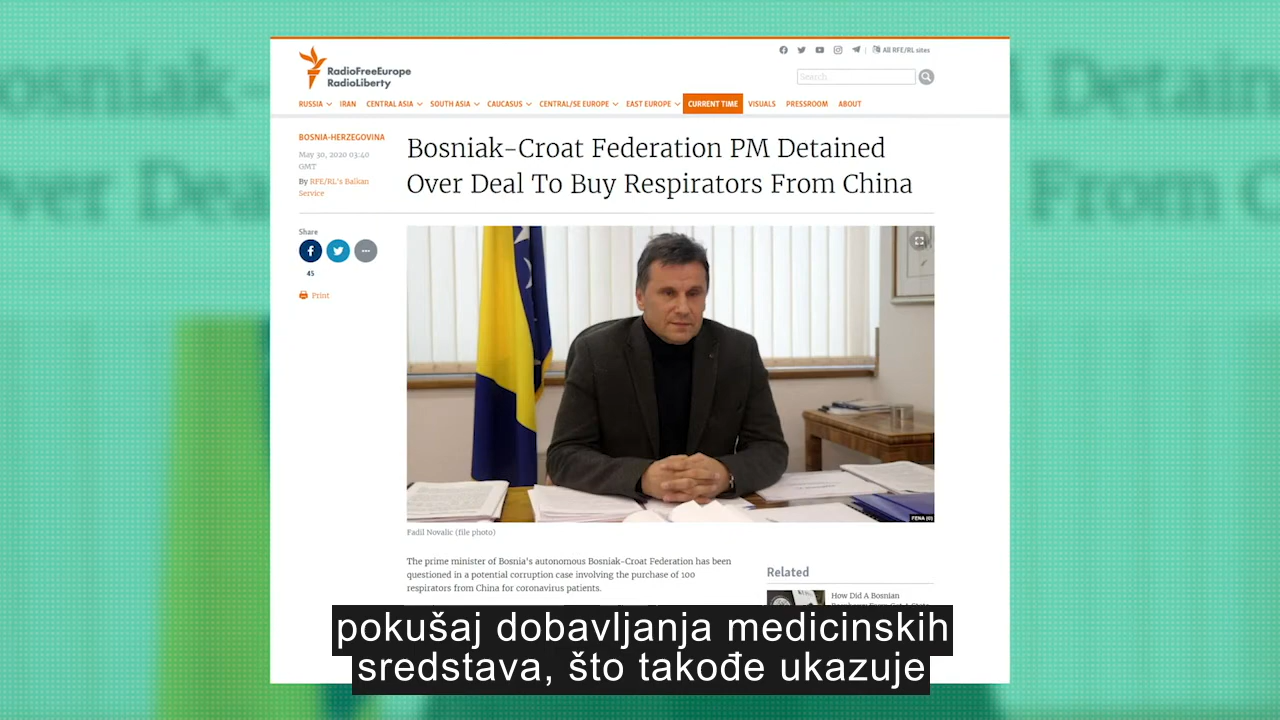 RadioFreeEurope
RadioLiberty
All RFE/RL sites
Search
RUSSIA IRAN CENTRAL ASIA SOUTH ASIA CAUCASUS CENTRAL/SE EUROPE EAST EUROPE CURRENT TIME VISUALS PRESSROOM ABOUT
BOSNIA-HERZEGOVINA
May 30, 2020 03:40
GMT
By RFE/RL's Balkan
Service
Bosniak-Croat Federation PM Detained
Over Deal To Buy Respirators From China
Share
45
Print
FENA (©)
Fadil Novalic (file photo)
The prime minister of Bosnia's autonomous Bosniak-Croat Federation has been
questioned in a potential corruption case involving the purchase of 100
respirators from China for coronavirus patients.
Related
How Did A Bosnian
pokušaj dobavljanja medicinskih
sredstava, što takođe ukazuje